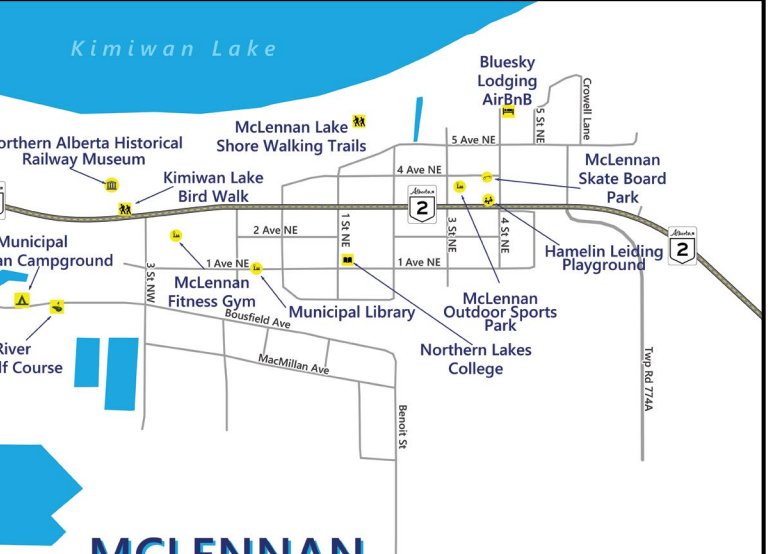 Kimiwan Lake
Bluesky
Lodging
AirBnB
5 St NE
Crowell Lane
McLennan Lake
Shore Walking Trails
5 Ave NE
orthern Alberta Historical
Railway Museum
Kimiwan Lake
Bird Walk
4 Ave NE
McLennan
Skate Board
Park
Alberta
2
Municipal
an Campground
3 St NW
2 Ave NE
1 St NE
3 St NE
4 St NE
Hamelin Leiding
Playground
Alberta
2
1 Ave NE
1 Ave NE
McLennan
Fitness Gym
Municipal Library
McLennan
Outdoor Sports
Park
Northern Lakes
College
Bousfield Ave
MacMillan Ave
River
lf Course
Benoit St
Twp Rd 774A
MCLENNAN